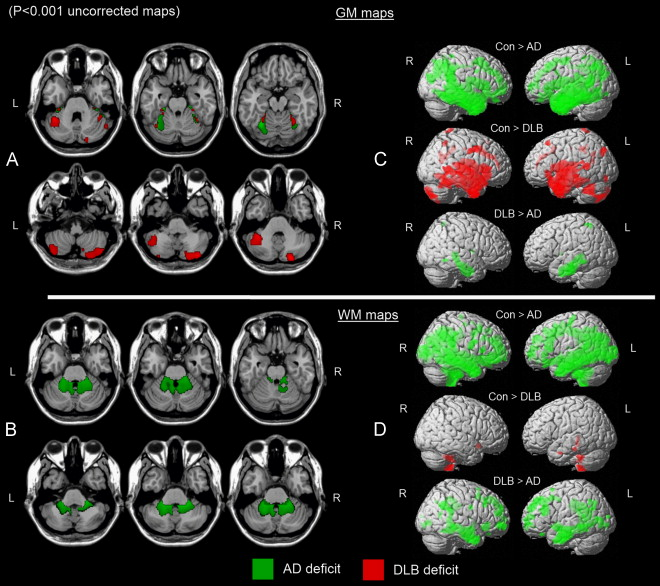 (P<0.001 uncorrected maps)
GM maps
Con > AD
R
L
L
R
Con > DLB
R
L
A
C
DLB > AD
R
L
L
R
WM maps
Con > AD
R
L
L
R
Con > DLB
R
L
B
D
DLB > AD
R
L
L
R
AD deficit
DLB deficit